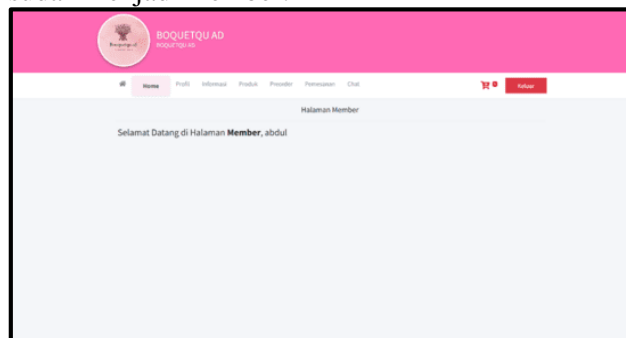 BOQUETQU AD
BOQUETQU AD
Home Profil Informasi Produk Preorder Pemesanan Chat 0 Keluar
Halaman Member
Selamat Datang di Halaman Member, abdul